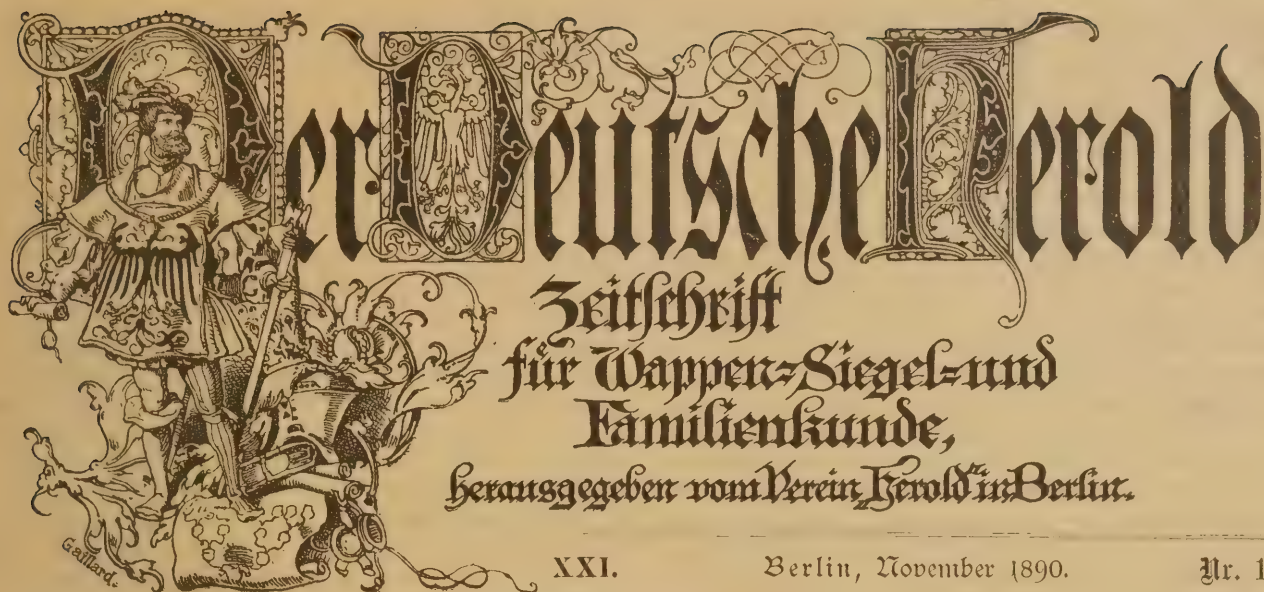 Der Deutsche Herold
Zeitschrift
für Wappen-Siegel-und
Familienkunde,
herausgegeben vom Verein „Herold" in Berlin.
Gaillard.
XXI. Berlin, November 1890. Nr. 1